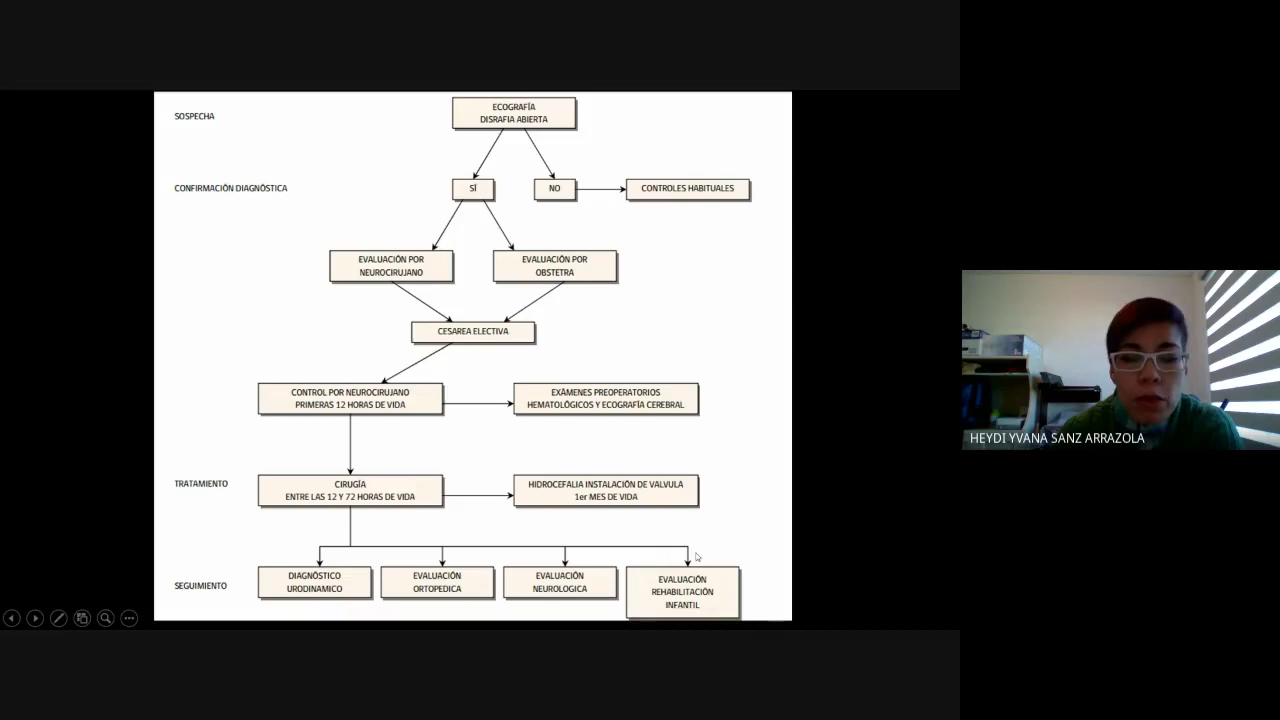 SOSPECHA
ECOGRAFÍA
DISRAFIA ABIERTA
CONFIRMACIÓN DIAGNÓSTICA
SÍ
NO
CONTROLES HABITUALES
EVALUACIÓN POR
NEUROCIRUJANO
EVALUACIÓN POR
OBSTETRA
CESAREA ELECTIVA
CONTROL POR NEUROCIRUJANO
PRIMERAS 12 HORAS DE VIDA
EXÁMENES PREOPERATORIOS
HEMATOLÓGICOS Y ECOGRAFÍA CEREBRAL
TRATAMIENTO
CIRUGÍA
ENTRE LAS 12 Y 72 HORAS DE VIDA
HIDROCEFALIA INSTALACIÓN DE VALVULA
1er MES DE VIDA
SEGUIMIENTO
DIAGNÓSTICO
URODINAMICO
EVALUACIÓN
ORTOPEDICA
EVALUACIÓN
NEUROLOGICA
EVALUACIÓN
REHABILITACIÓN
INFANTIL
HEYDI YVANA SANZ ARRAZOLA